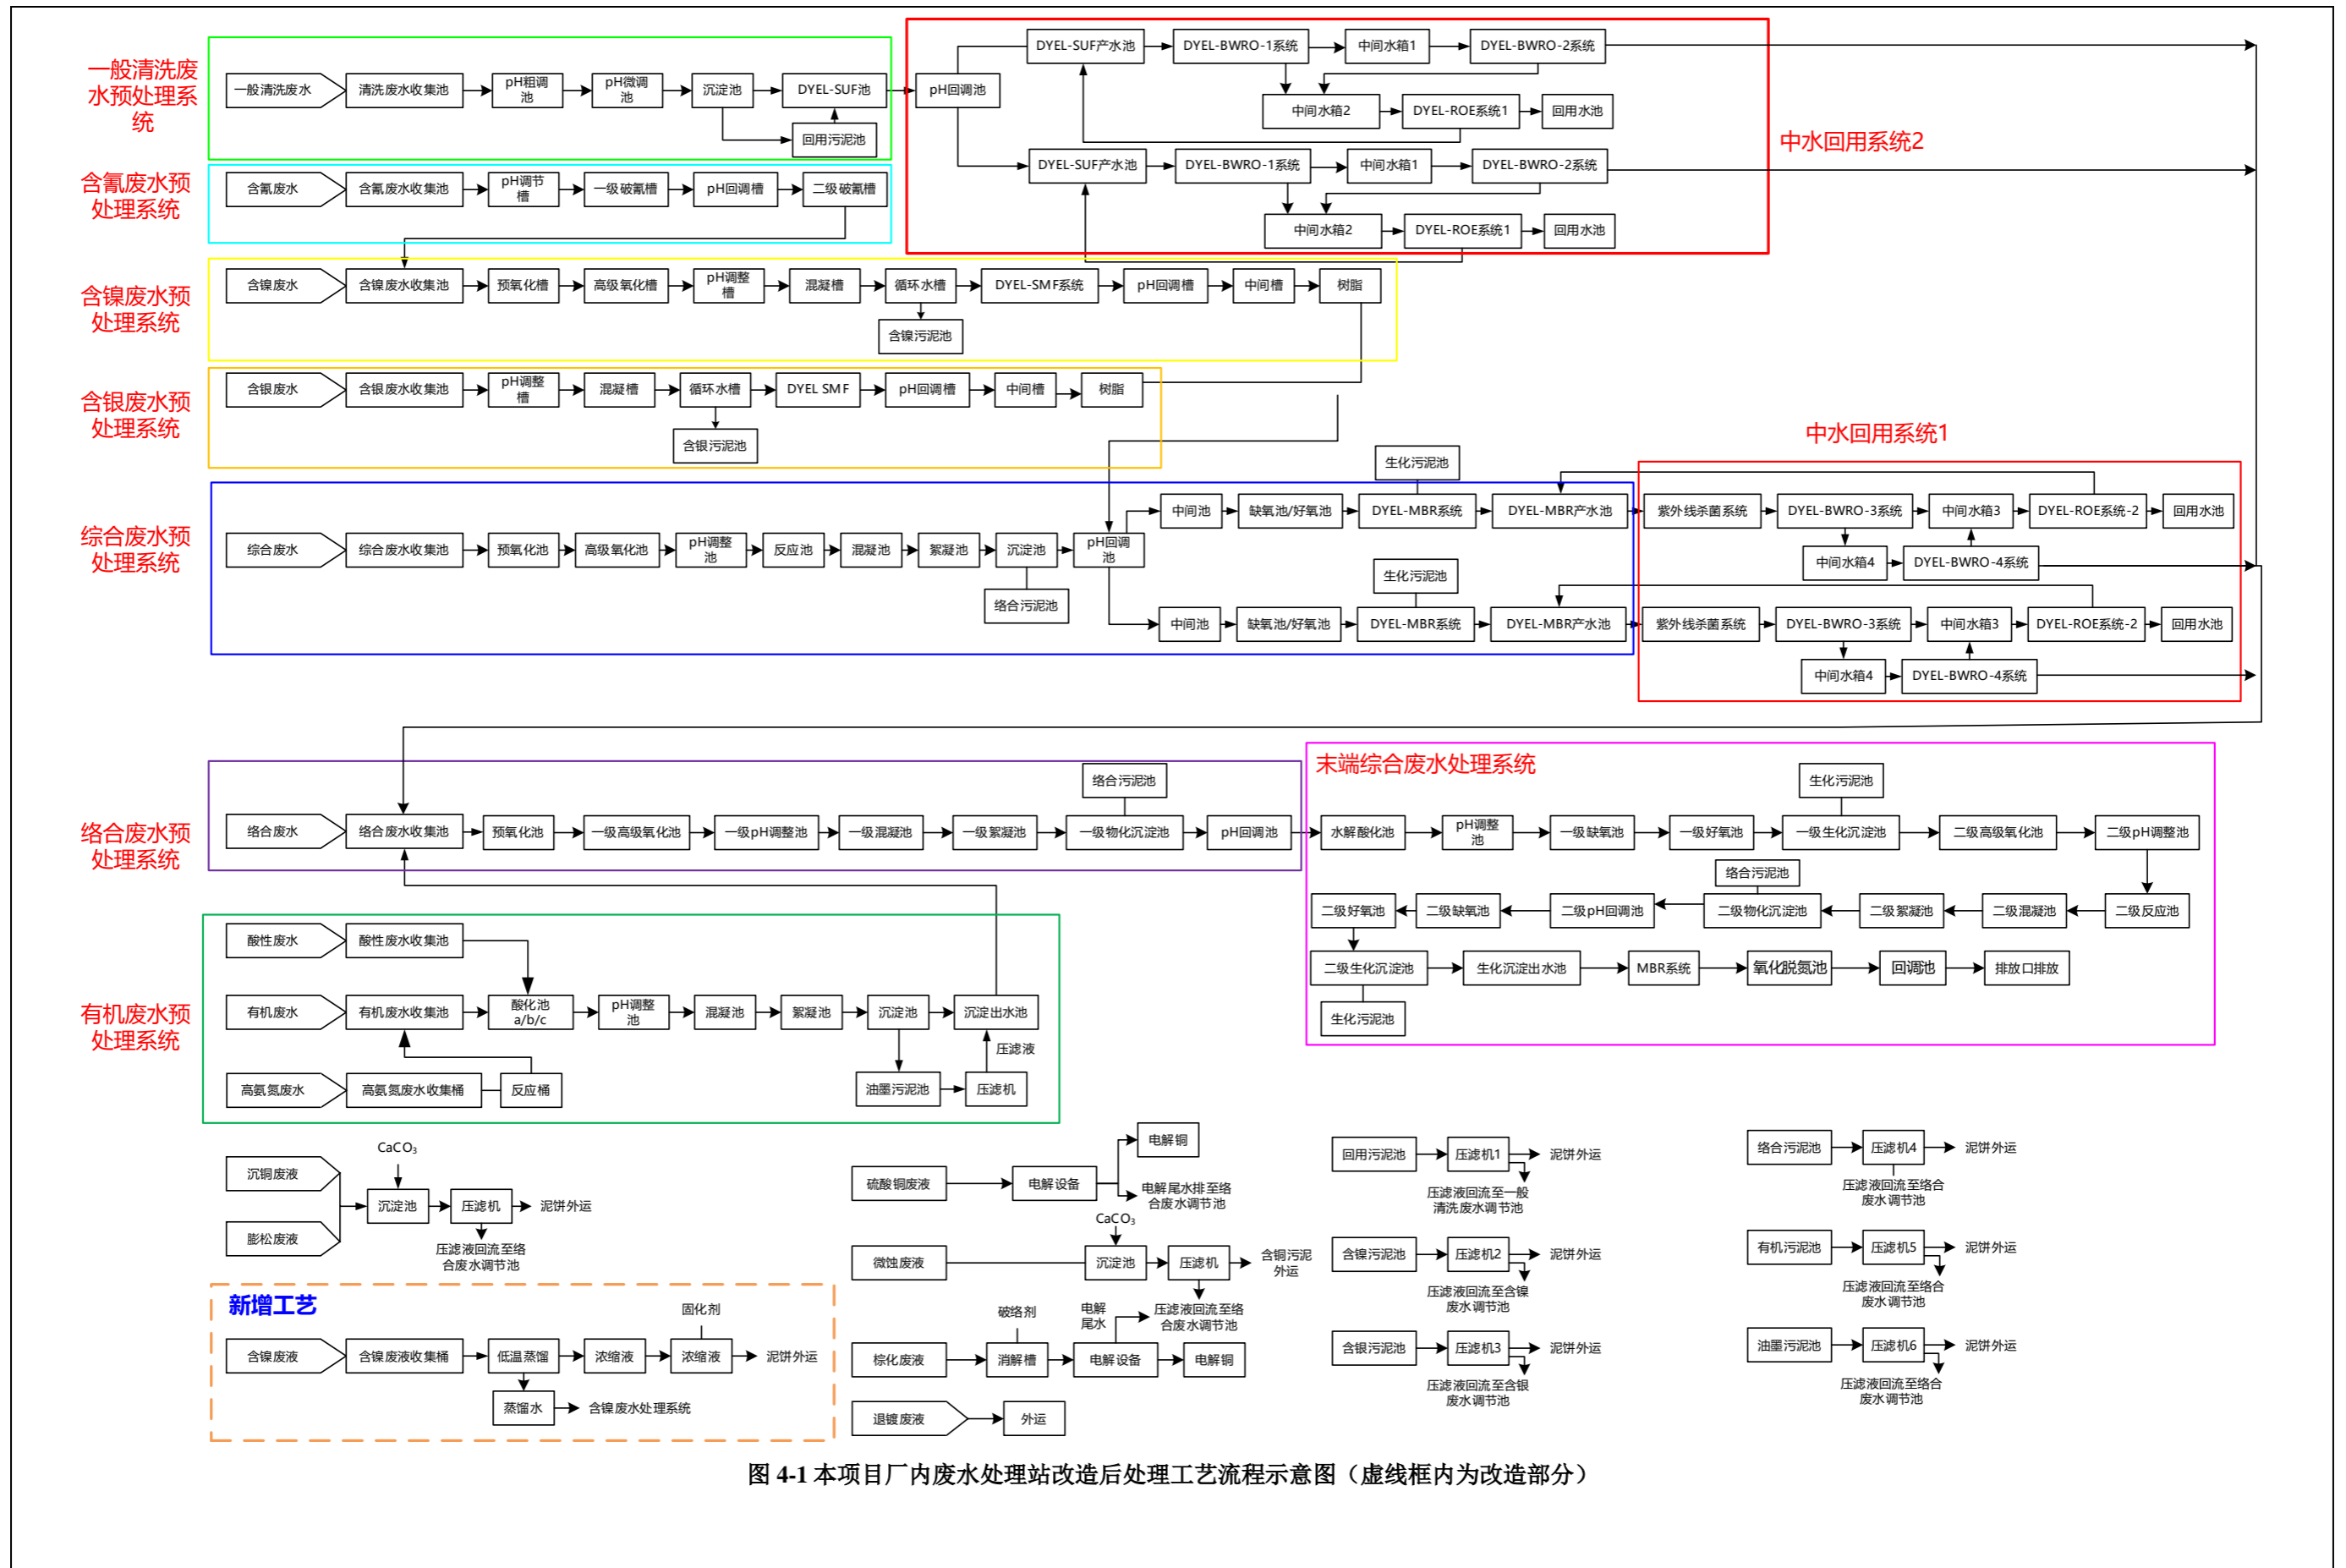 一般清洗废
水预处理系
统
一般清洗废水
清洗废水收集池
pH粗调
池
pH微调
池
沉淀池
DYEL-SUF池
回用污泥池
pH回调池
DYEL-SUF产水池
DYEL-BWRO-1系统
中间水箱1
DYEL-BWRO-2系统
中间水箱2
DYEL-ROE系统1
回用水池
DYEL-SUF产水池
DYEL-BWRO-1系统
中间水箱1
DYEL-BWRO-2系统
中间水箱2
DYEL-ROE系统1
回用水池
中水回用系统2
含氰废水预
处理系统
含氰废水
含氰废水收集池
pH调节
槽
一级破氰槽
pH回调槽
二级破氰槽
含镍废水预
处理系统
含镍废水
含镍废水收集池
预氧化槽
高级氧化槽
pH调整
槽
混凝槽
循环水槽
DYEL-SMF系统
pH回调槽
中间槽
树脂
含镍污泥池
含银废水预
处理系统
含银废水
含银废水收集池
pH调整
槽
混凝槽
循环水槽
DYEL SMF
pH回调槽
中间槽
树脂
含银污泥池
中水回用系统1
综合废水预
处理系统
综合废水
综合废水收集池
预氧化池
高级氧化池
pH调整
池
反应池
混凝池
絮凝池
沉淀池
pH回调
池
络合污泥池
生化污泥池
中间池
缺氧池/好氧池
DYEL-MBR系统
DYEL-MBR产水池
紫外线杀菌系统
DYEL-BWRO-3系统
中间水箱3
DYEL-ROE系统-2
回用水池
中间水箱4
DYEL-BWRO-4系统
生化污泥池
中间池
缺氧池/好氧池
DYEL-MBR系统
DYEL-MBR产水池
紫外线杀菌系统
DYEL-BWRO-3系统
中间水箱3
DYEL-ROE系统-2
回用水池
中间水箱4
DYEL-BWRO-4系统
络合废水预
处理系统
络合废水
络合废水收集池
预氧化池
一级高级氧化池
一级pH调整池
一级混凝池
一级絮凝池
络合污泥池
一级物化沉淀池
pH回调池
末端综合废水处理系统
水解酸化池
pH调整
池
一级缺氧池
一级好氧池
生化污泥池
一级生化沉淀池
二级高级氧化池
二级pH调整池
二级反应池
二级混凝池
二级絮凝池
络合污泥池
二级物化沉淀池
二级pH回调池
二级缺氧池
二级好氧池
二级生化沉淀池
生化沉淀出水池
MBR系统
氧化脱氮池
回调池
排放口排放
生化污泥池
有机废水预
处理系统
酸性废水
酸性废水收集池
有机废水
有机废水收集池
酸化池
a/b/c
pH调整
池
混凝池
絮凝池
沉淀池
沉淀出水池
压滤液
高氨氮废水
高氨氮废水收集桶
反应桶
油墨污泥池
压滤机
沉铜废液
膨松废液
CaCO₃
沉淀池
压滤机
泥饼外运
压滤液回流至络
合废水调节池
硫酸铜废液
电解设备
电解铜
电解尾水排至络
合废水调节池
微蚀废液
CaCO₃
沉淀池
压滤机
含铜污泥
外运
压滤液回流至络
合废水调节池
棕化废液
破络剂
消解槽
电解
尾水
电解设备
电解铜
退镀废液
外运
回用污泥池
压滤机1
泥饼外运
压滤液回流至一般
清洗废水调节池
含镍污泥池
压滤机2
泥饼外运
压滤液回流至含镍
废水调节池
含银污泥池
压滤机3
泥饼外运
压滤液回流至含银
废水调节池
络合污泥池
压滤机4
泥饼外运
压滤液回流至络合
废水调节池
有机污泥池
压滤机5
泥饼外运
压滤液回流至络合
废水调节池
油墨污泥池
压滤机6
泥饼外运
压滤液回流至络合
废水调节池
新增工艺
含镍废液
含镍废液收集桶
低温蒸馏
浓缩液
固化剂
浓缩液
泥饼外运
蒸馏水
含镍废水处理系统
图 4-1 本项目厂内废水处理站改造后处理工艺流程示意图（虚线框内为改造部分）